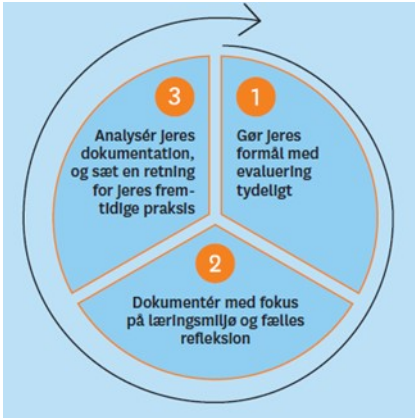 1
Gør jeres
formål med
evaluering
tydeligt
2
Dokumentér med fokus
på læringsmiljø og fælles
refleksion
3
Analysér jeres
dokumentation,
og sæt en retning
for jeres frem-
tidige praksis